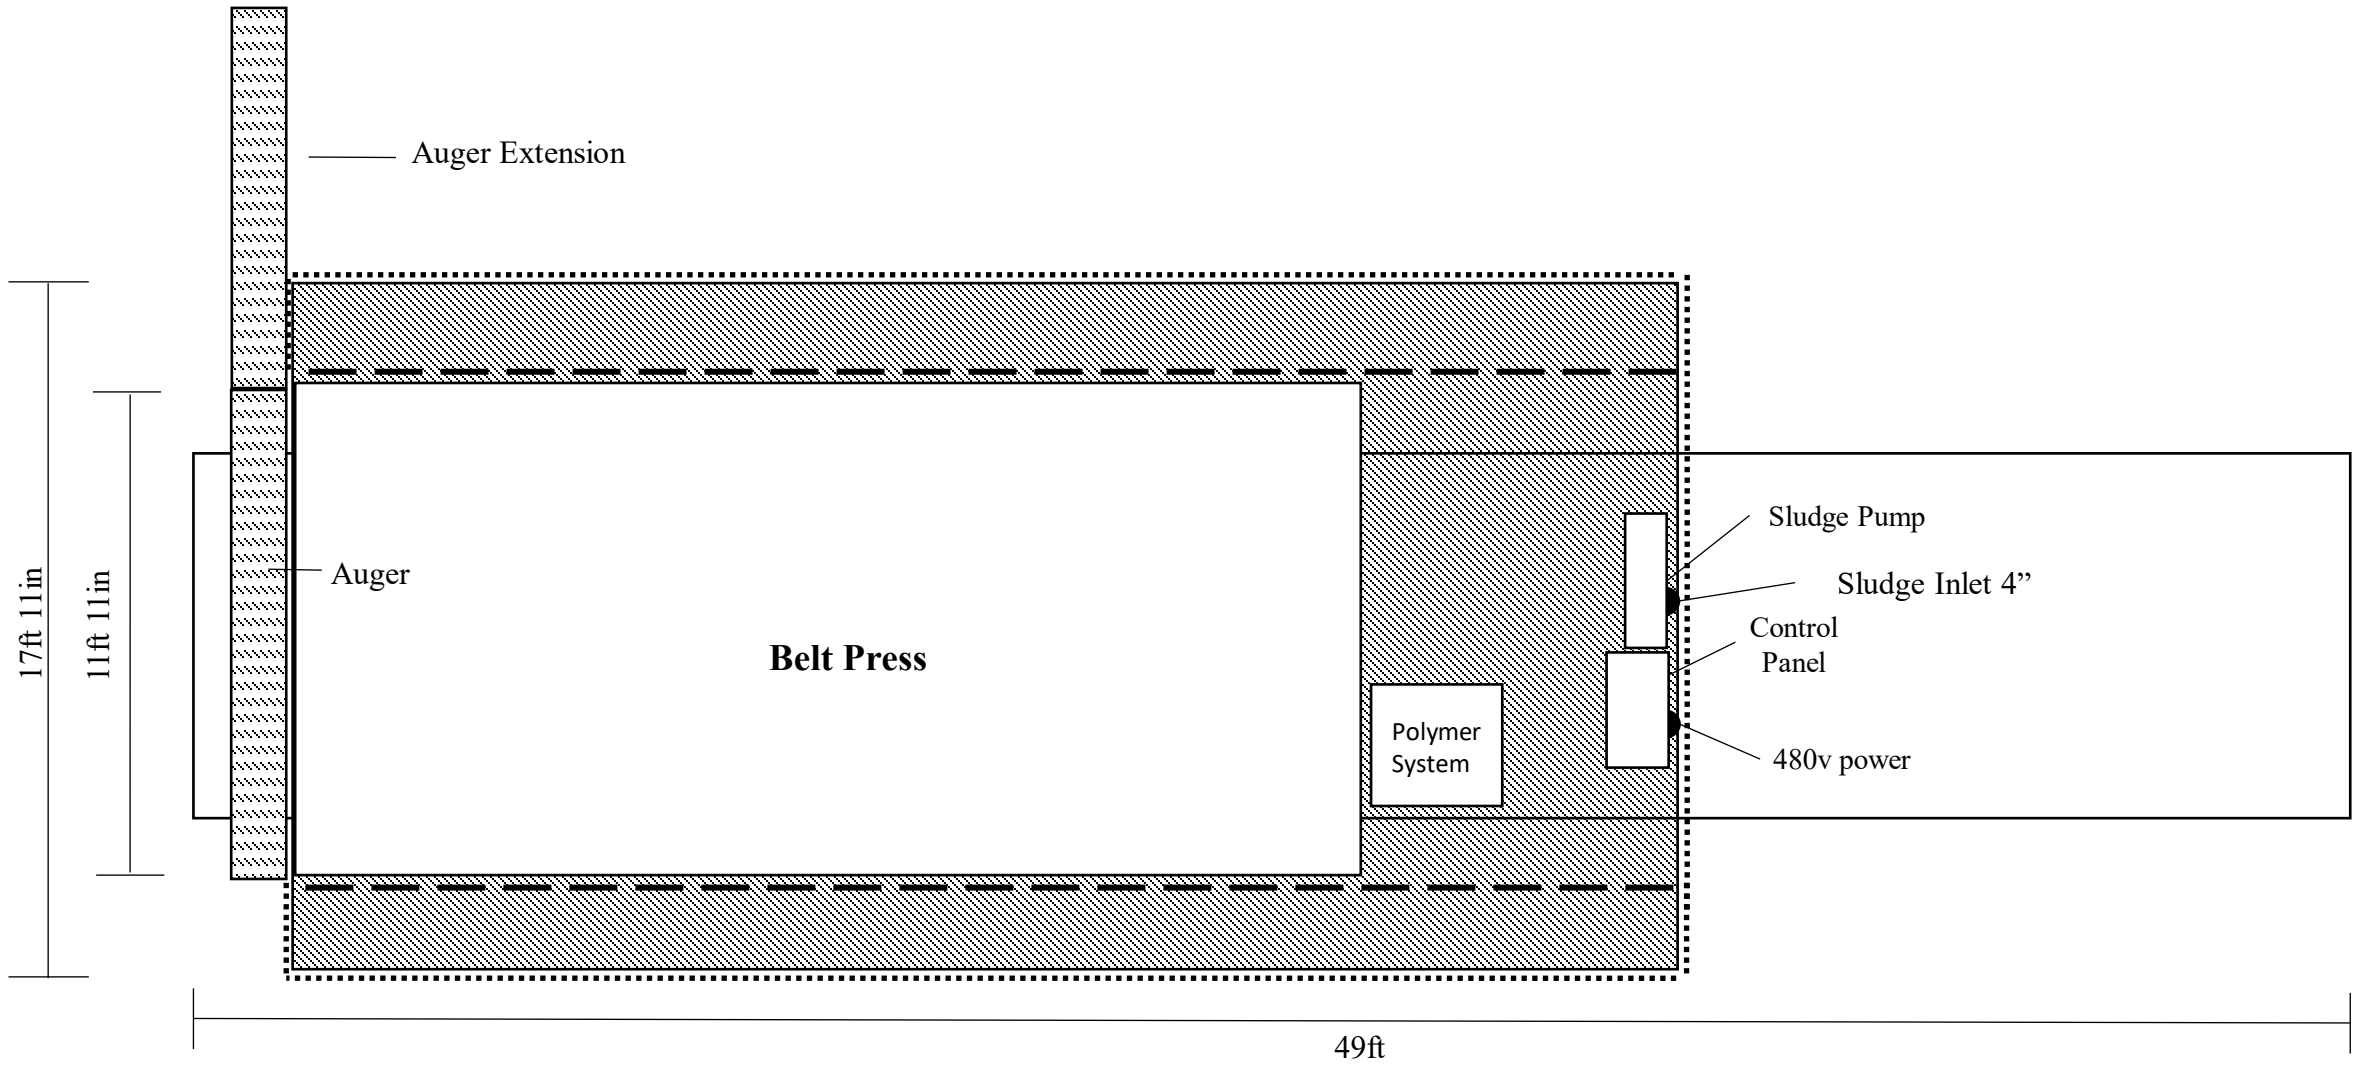 Auger Extension
17ft 11in
11ft 11in
Auger
Belt Press
Sludge Pump
Sludge Inlet 4”
Control
Panel
Polymer
System
480v power
49ft